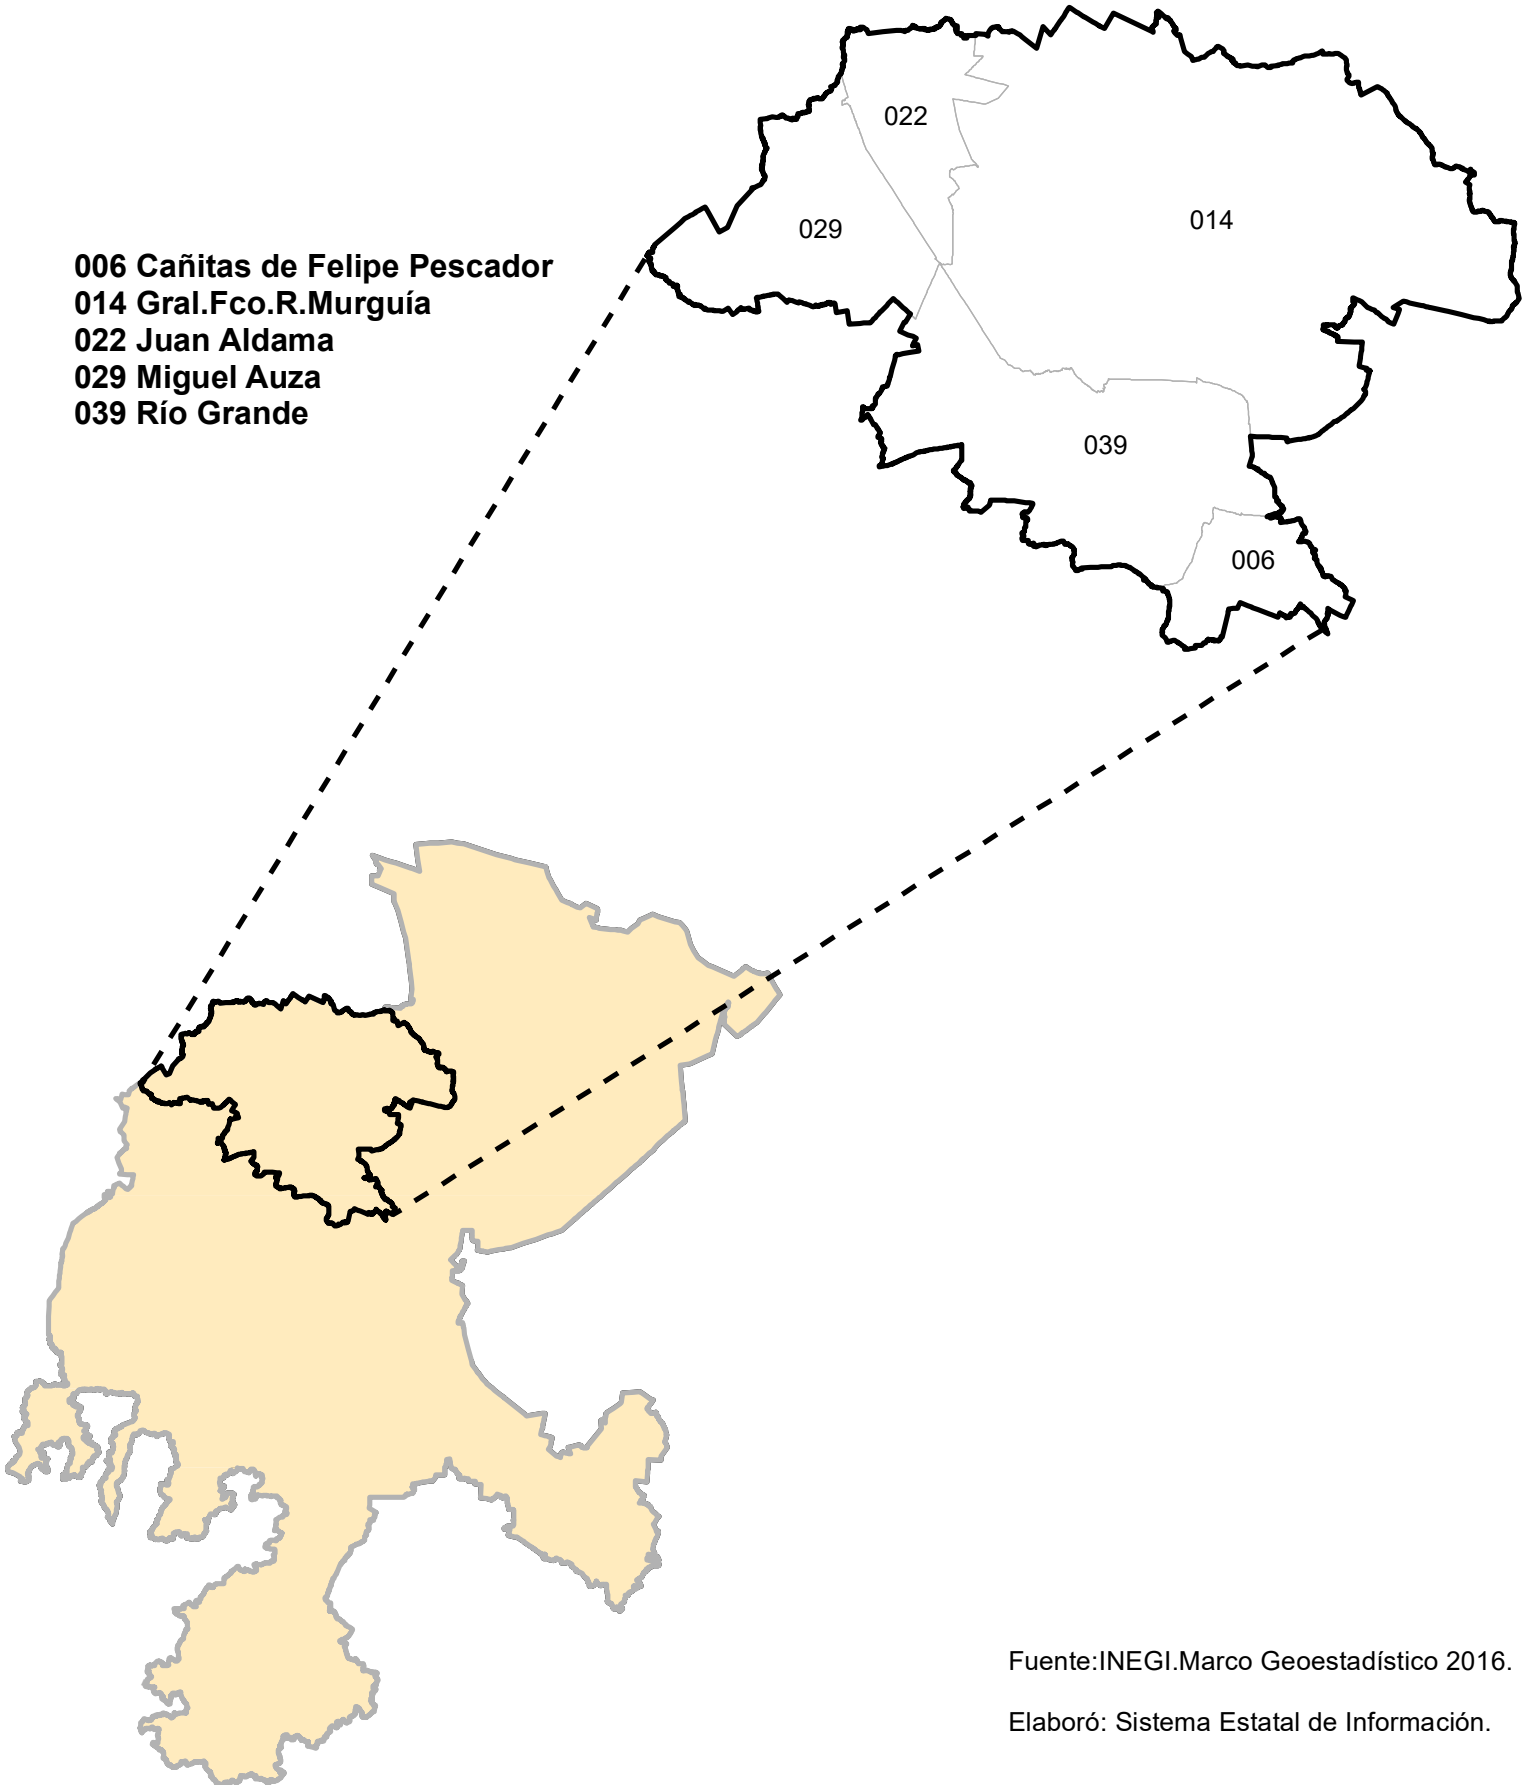 022
014
029
006 Cañitas de Felipe Pescador
014 Gral.Fco.R.Murguía
022 Juan Aldama
029 Miguel Auza
039 Río Grande
039
006
Fuente:INEGI.Marco Geoestadístico 2016.
Elaboró: Sistema Estatal de Información.